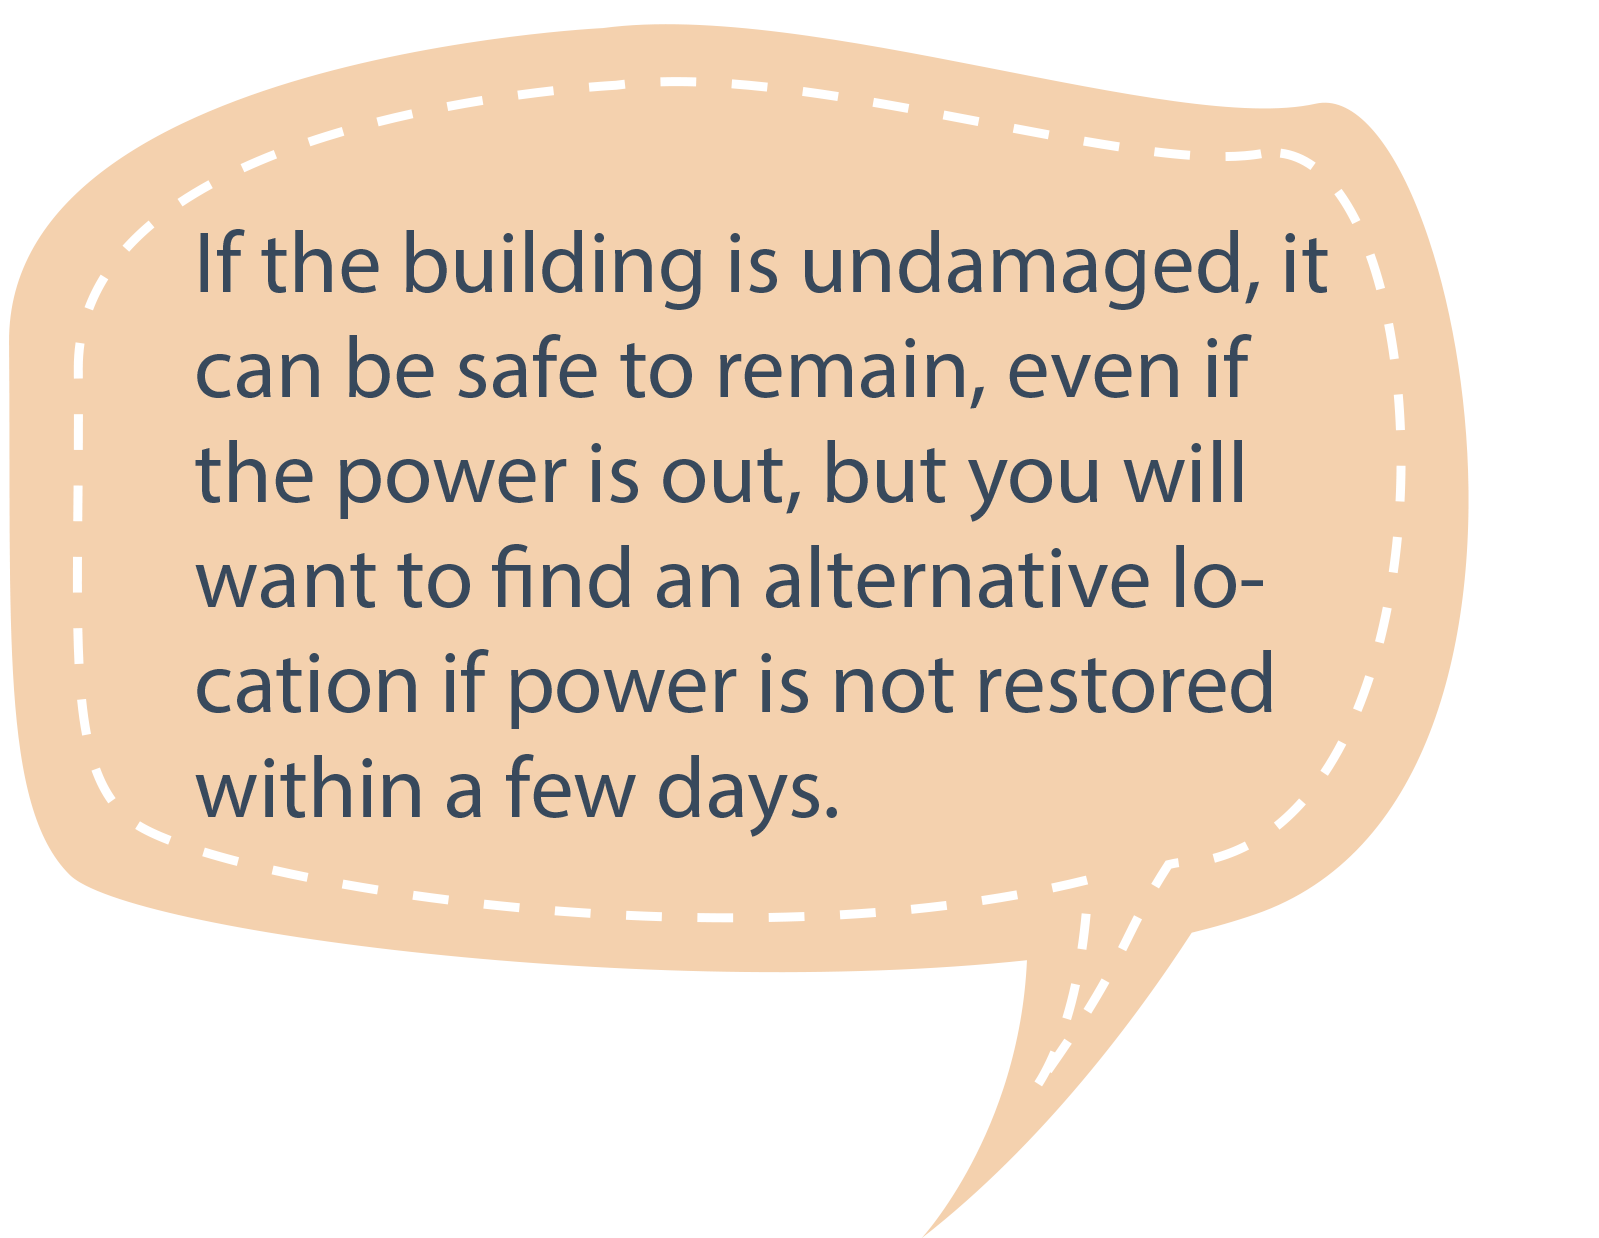 If the building is undamaged, it
can be safe to remain, even if
the power is out, but you will
want to find an alternative lo-
cation if power is not restored
within a few days.